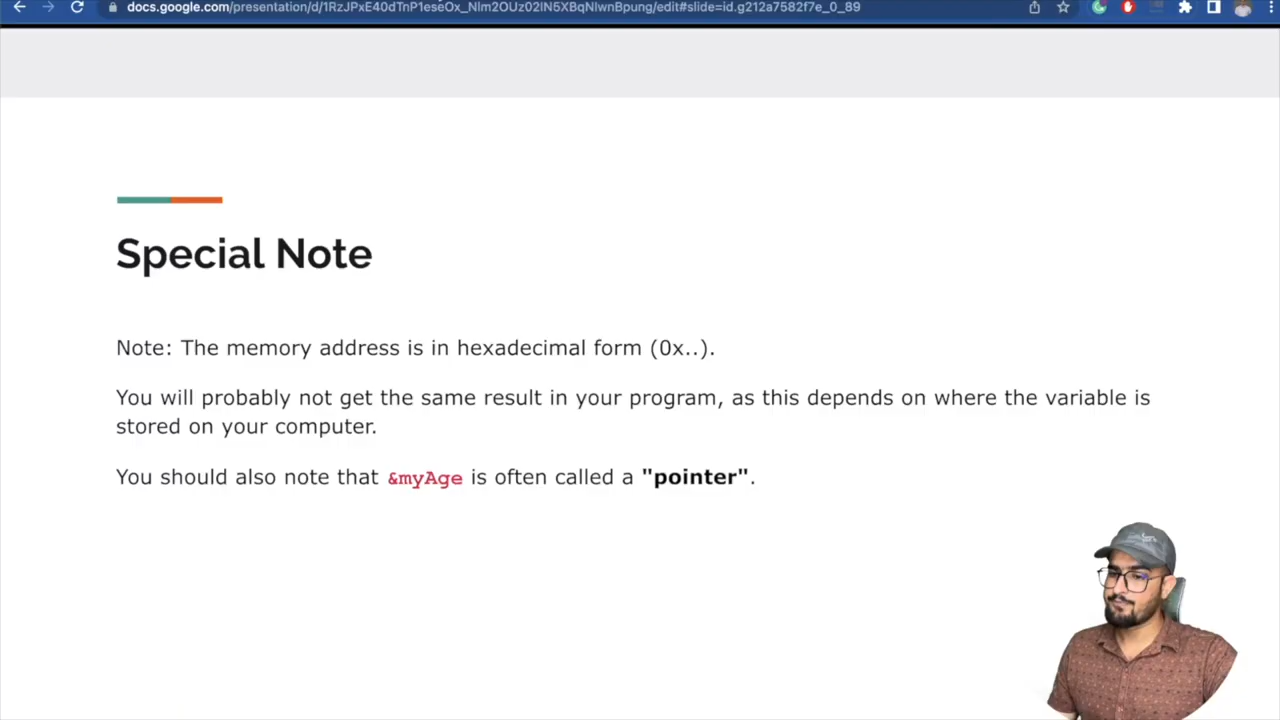 docs.google.com/presentation/d/1RzJPxE40dTnP1eseOx_Nlm2OUz02IN5XBqNlwnBpung/edit#slide=id.g212a7582f7e_0_89
Special Note
Note: The memory address is in hexadecimal form (0x..).
You will probably not get the same result in your program, as this depends on where the variable is
stored on your computer.
You should also note that &myAge is often called a "pointer".